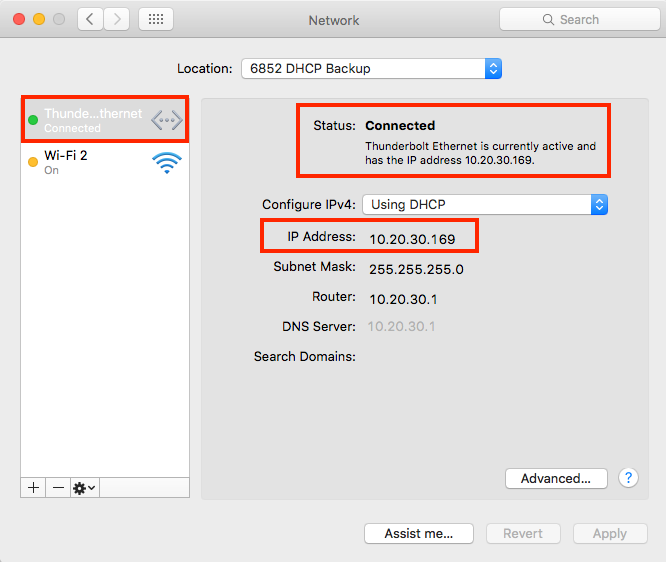 Network
Search
Location: 6852 DHCP Backup
Thunde...thernet
Connected
Wi-Fi 2
On
Status: Connected
Thunderbolt Ethernet is currently active and
has the IP address 10.20.30.169.
Configure IPv4: Using DHCP
IP Address: 10.20.30.169
Subnet Mask: 255.255.255.0
Router: 10.20.30.1
DNS Server: 10.20.30.1
Search Domains:
Advanced... ?
Assist me... Revert Apply